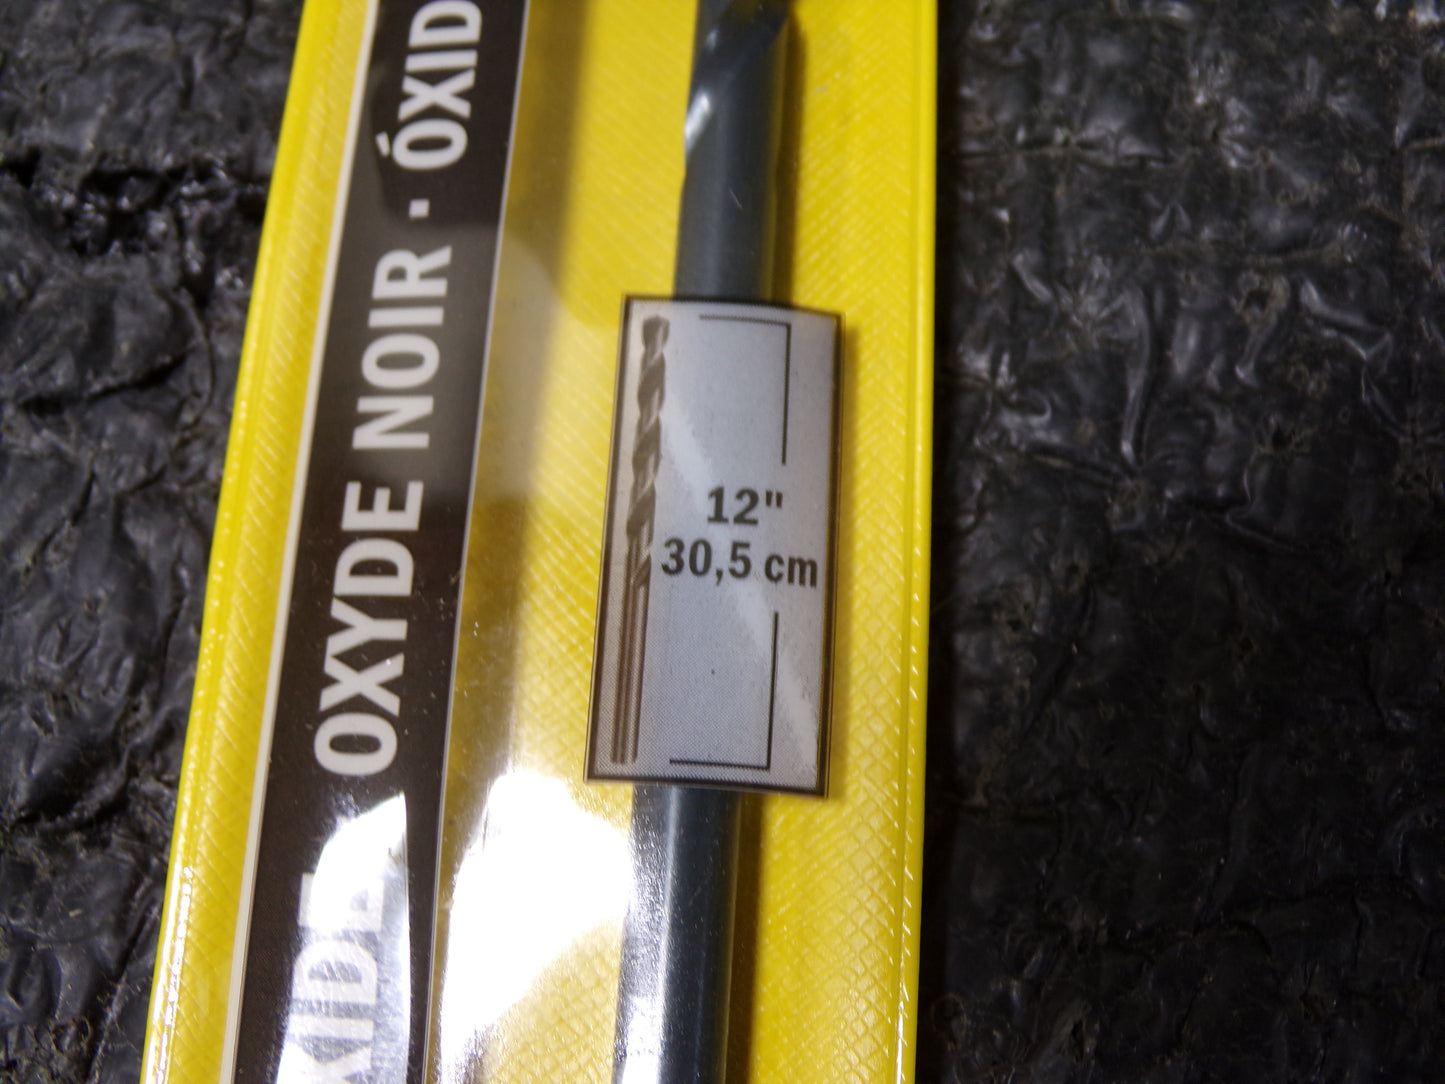 XIDE OXYDE NOIR · ÓXID
12"
30,5 cm